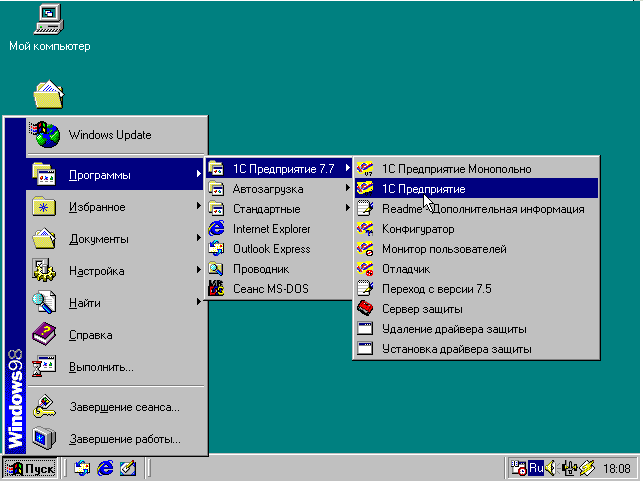 Мой компьютер
Windows Update
Программы
Избранное
Документы
Настройка
Найти
Справка
Выполнить...
Завершение сеанса...
Завершение работы...
Windows98
1С Предприятие 7.7
Автозагрузка
Стандартные
Internet Explorer
Outlook Express
Проводник
Сеанс MS-DOS
1С Предприятие Монопольно
1С Предприятие
Readme - Дополнительная информация
Конфигуратор
Монитор пользователей
Отладчик
Переход с версии 7.5
Сервер защиты
Удаление драйвера защиты
Установка драйвера защиты
Пуск
Ru
18:08